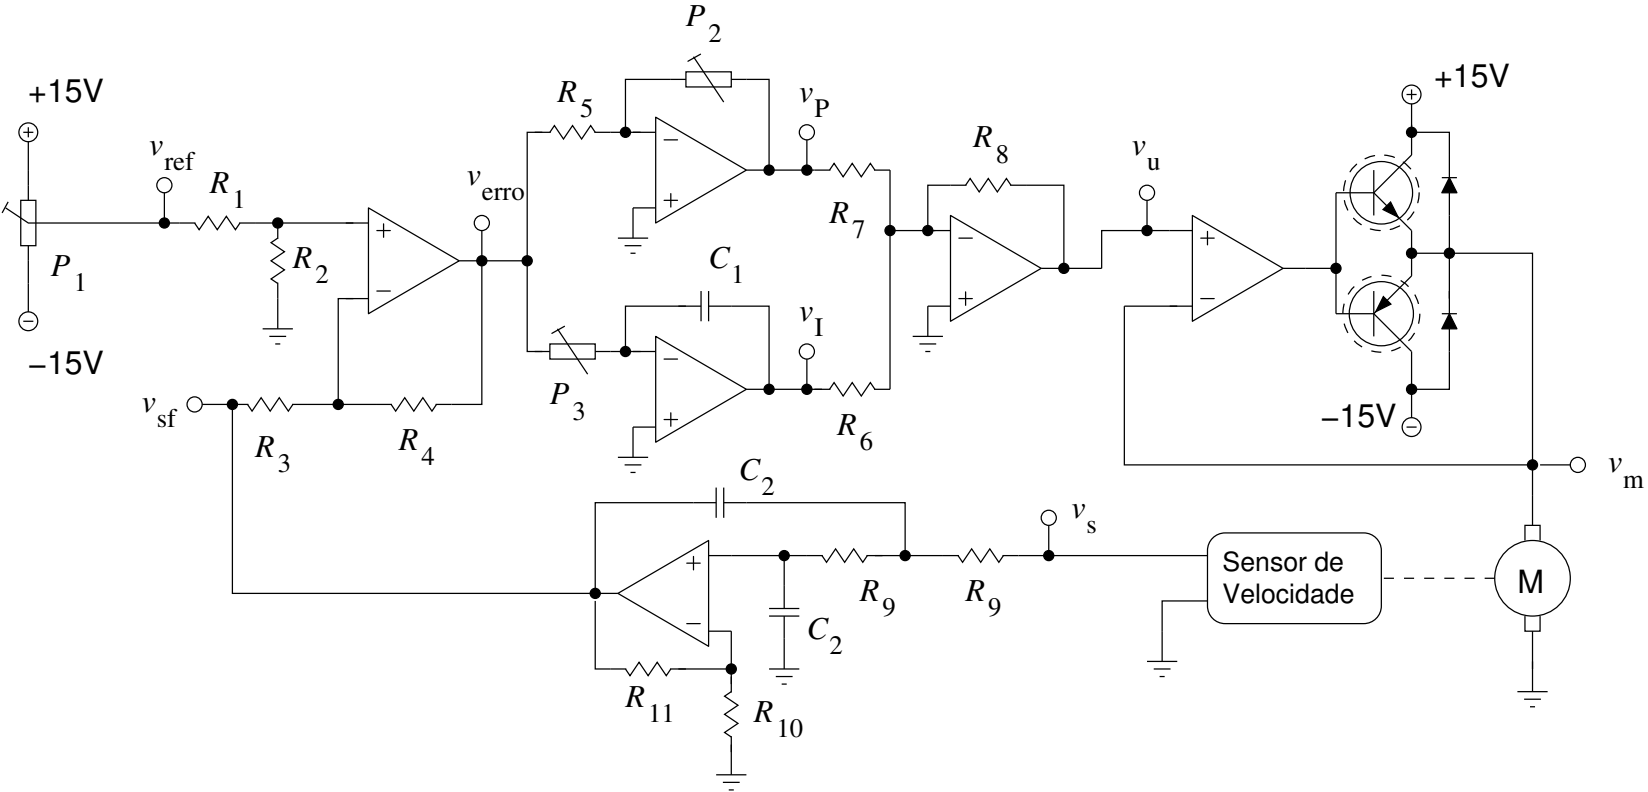 P2
+15V
+15V
R5
vP
vref
R1
verro
R8
vu
P1
R2
R7
C1
−15V
vI
vsf
P3
R3
R4
R6
−15V
vm
C2
vs
Sensor de
Velocidade
M
R9
R9
C2
R11
R10